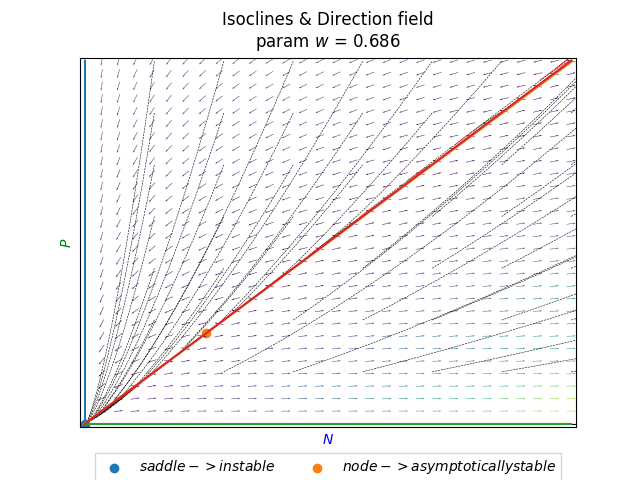 Isoclines & Direction field
param w = 0.686
P
N
saddle -> instable
node -> asymptoticallystable